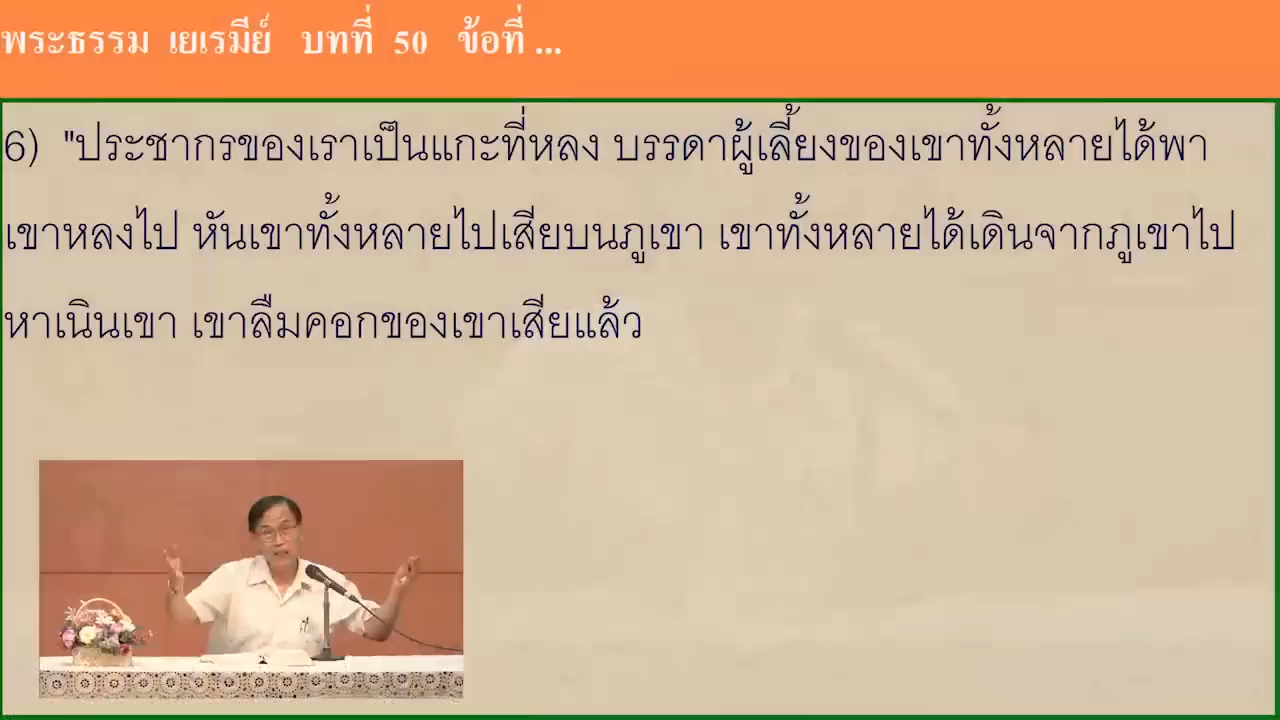 พระธรรม เยเรมีย์ บทที่ 50 ข้อที่ ...
6) "ประชากรของเราเป็นแกะที่หลง บรรดาผู้เลี้ยงของเขาทั้งหลายได้พา
เขาหลงไป หันเขาทั้งหลายไปเสียบนภูเขา เขาทั้งหลายได้เดินจากภูเขาไป
หาเนินเขา เขาลืมคอกของเขาเสียแล้ว